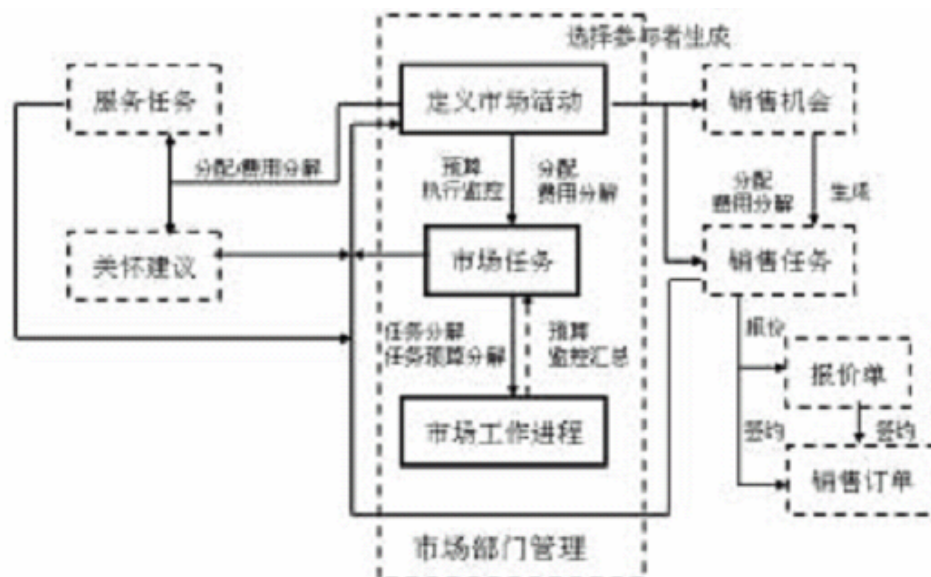 选择参与者生成
服务任务
定义市场活动
销售机会
分配/费用分解
预算
执行监控
分配
费用分解
分配
费用分解
生成
关怀建议
市场任务
销售任务
任务分解
任务预算分解
预算
监控汇总
报价
报价单
市场工作进程
签约
签约
销售订单
市场部门管理